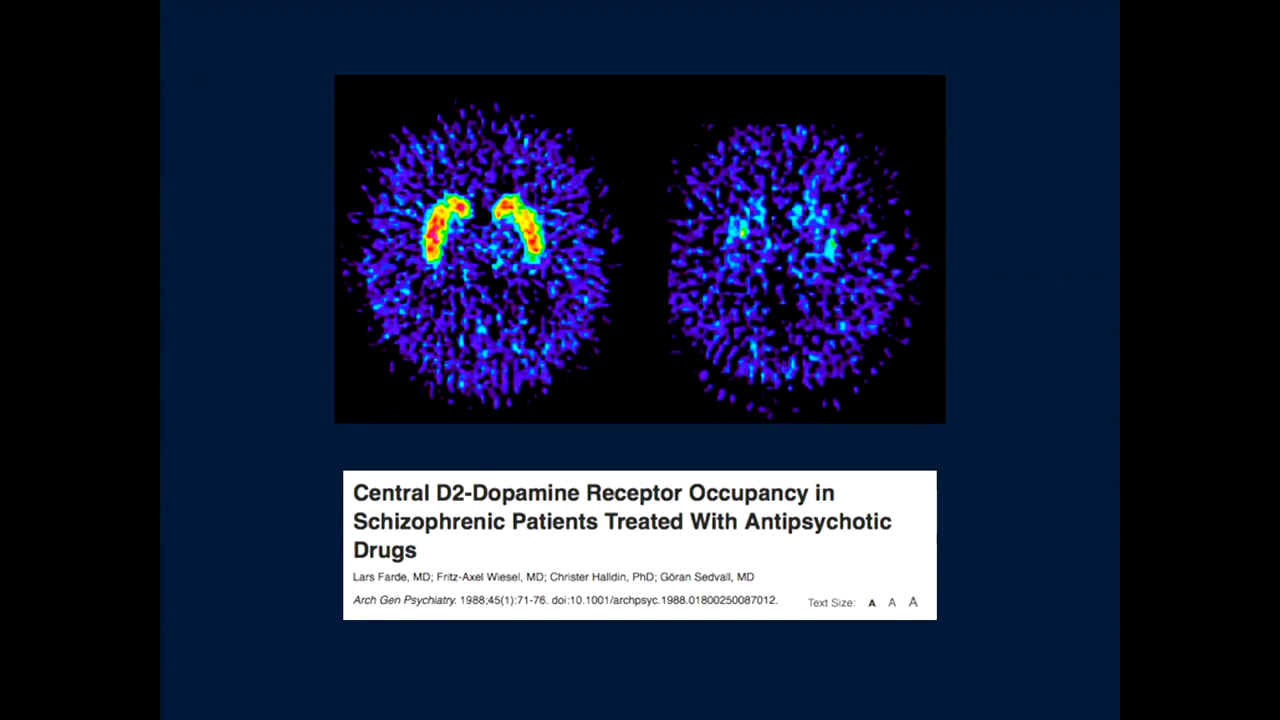 Central D2-Dopamine Receptor Occupancy in
Schizophrenic Patients Treated With Antipsychotic
Drugs
Lars Farde, MD; Fritz-Axel Wiesel, MD; Christer Halldin, PhD; Göran Sedvall, MD
Arch Gen Psychiatry. 1988;45(1):71-76. doi:10.1001/archpsyc.1988.01800250087012.
Text Size: A A A